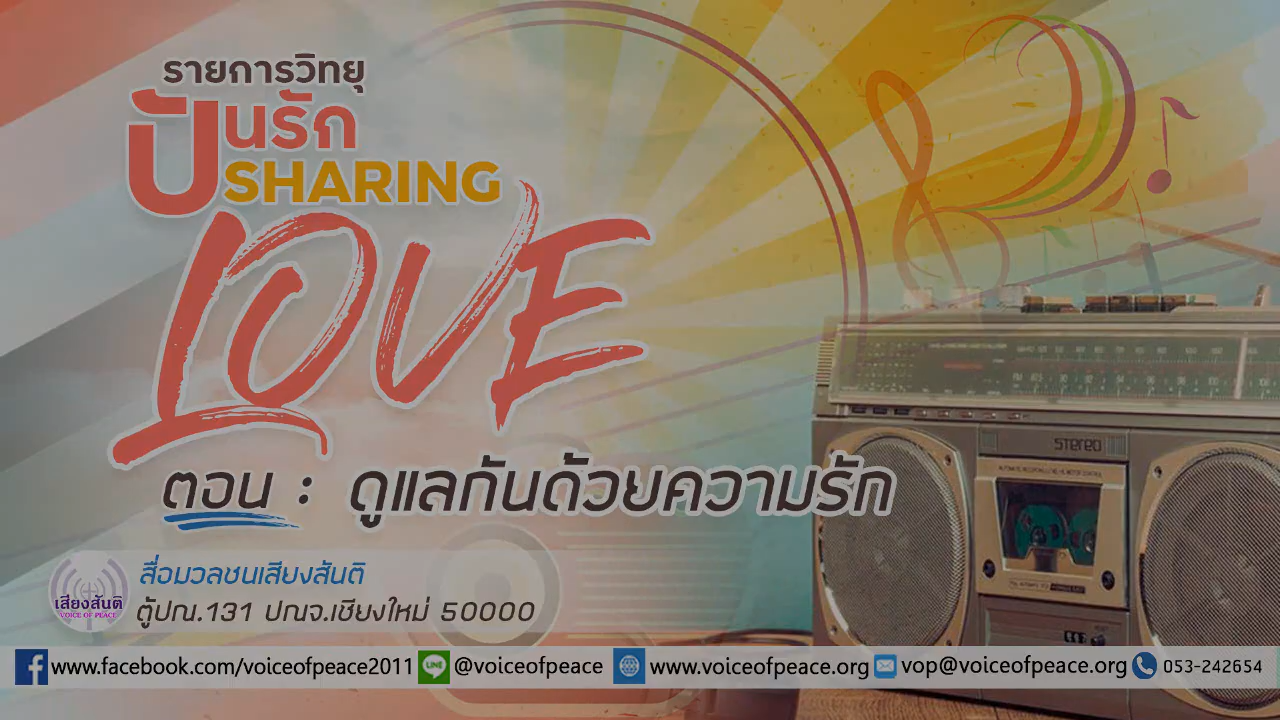 รายการวิทยุ
ปันรัก
SHARING
LOVE
ตอน : ดูแลกันด้วยความรัก
สื่อมวลชนเสียงสันติ
เสียงสันติ
VOICE OF PEACE
ตู้ปณ.131 ปณจ.เชียงใหม่ 50000
www.facebook.com/voiceofpeace2011 LINE @voiceofpeace www.voiceofpeace.org vop@voiceofpeace.org 053-242654
STEREO